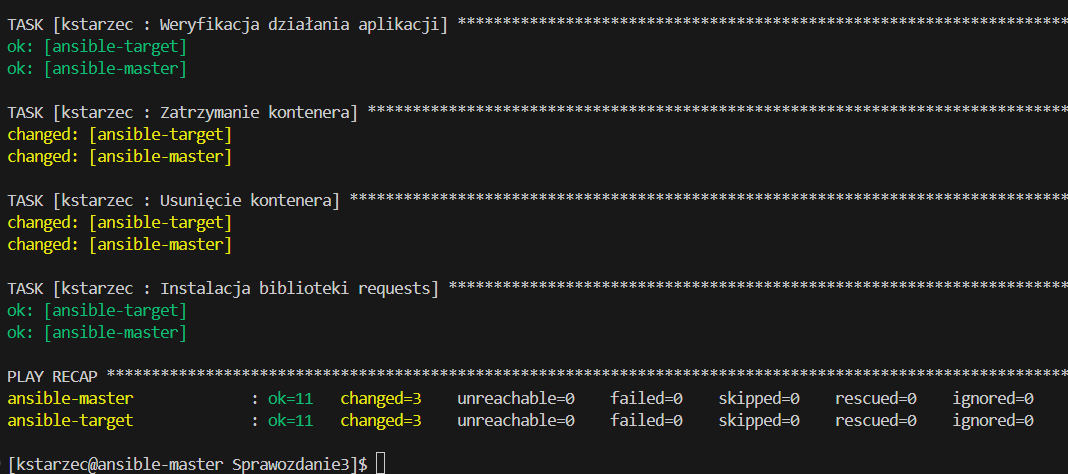 TASK [kstarzec : Weryfikacja działania aplikacji] ********************************************************************
ok: [ansible-target]
ok: [ansible-master]
TASK [kstarzec : Zatrzymanie kontenera] ******************************************************************************
changed: [ansible-target]
changed: [ansible-master]
TASK [kstarzec : Usunięcie kontenera] ********************************************************************************
changed: [ansible-target]
changed: [ansible-master]
TASK [kstarzec : Instalacja biblioteki requests] *********************************************************************
ok: [ansible-target]
ok: [ansible-master]
PLAY RECAP ***********************************************************************************************************
ansible-master             : ok=11   changed=3    unreachable=0    failed=0    skipped=0    rescued=0    ignored=0
ansible-target             : ok=11   changed=3    unreachable=0    failed=0    skipped=0    rescued=0    ignored=0
[kstarzec@ansible-master Sprawozdanie3]$